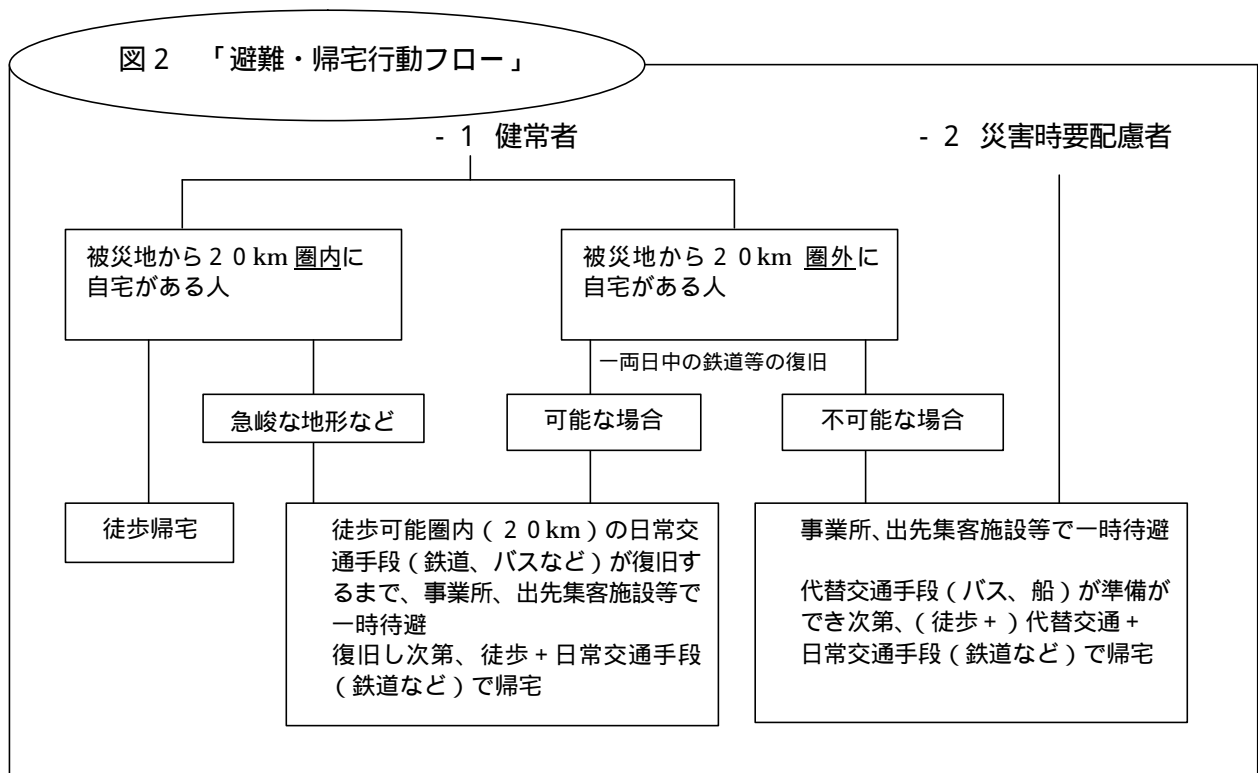 図2 「避難・帰宅行動フロー」
-1 健常者
-2 災害時要配慮者
被災地から20km圏内に
自宅がある人
被災地から20km 圏外に
自宅がある人
一両日中の鉄道等の復旧
急峻な地形など
可能な場合
不可能な場合
徒歩帰宅
徒歩可能圏内(20km)の日常交
通手段(鉄道、バスなど)が復旧す
るまで、事業所、出先集客施設等で
一時待避
復旧し次第、徒歩+日常交通手段
(鉄道など)で帰宅
事業所、出先集客施設等で一時待避
代替交通手段(バス、船)が準備が
でき次第、(徒歩+)代替交通+
日常交通手段(鉄道など)で帰宅